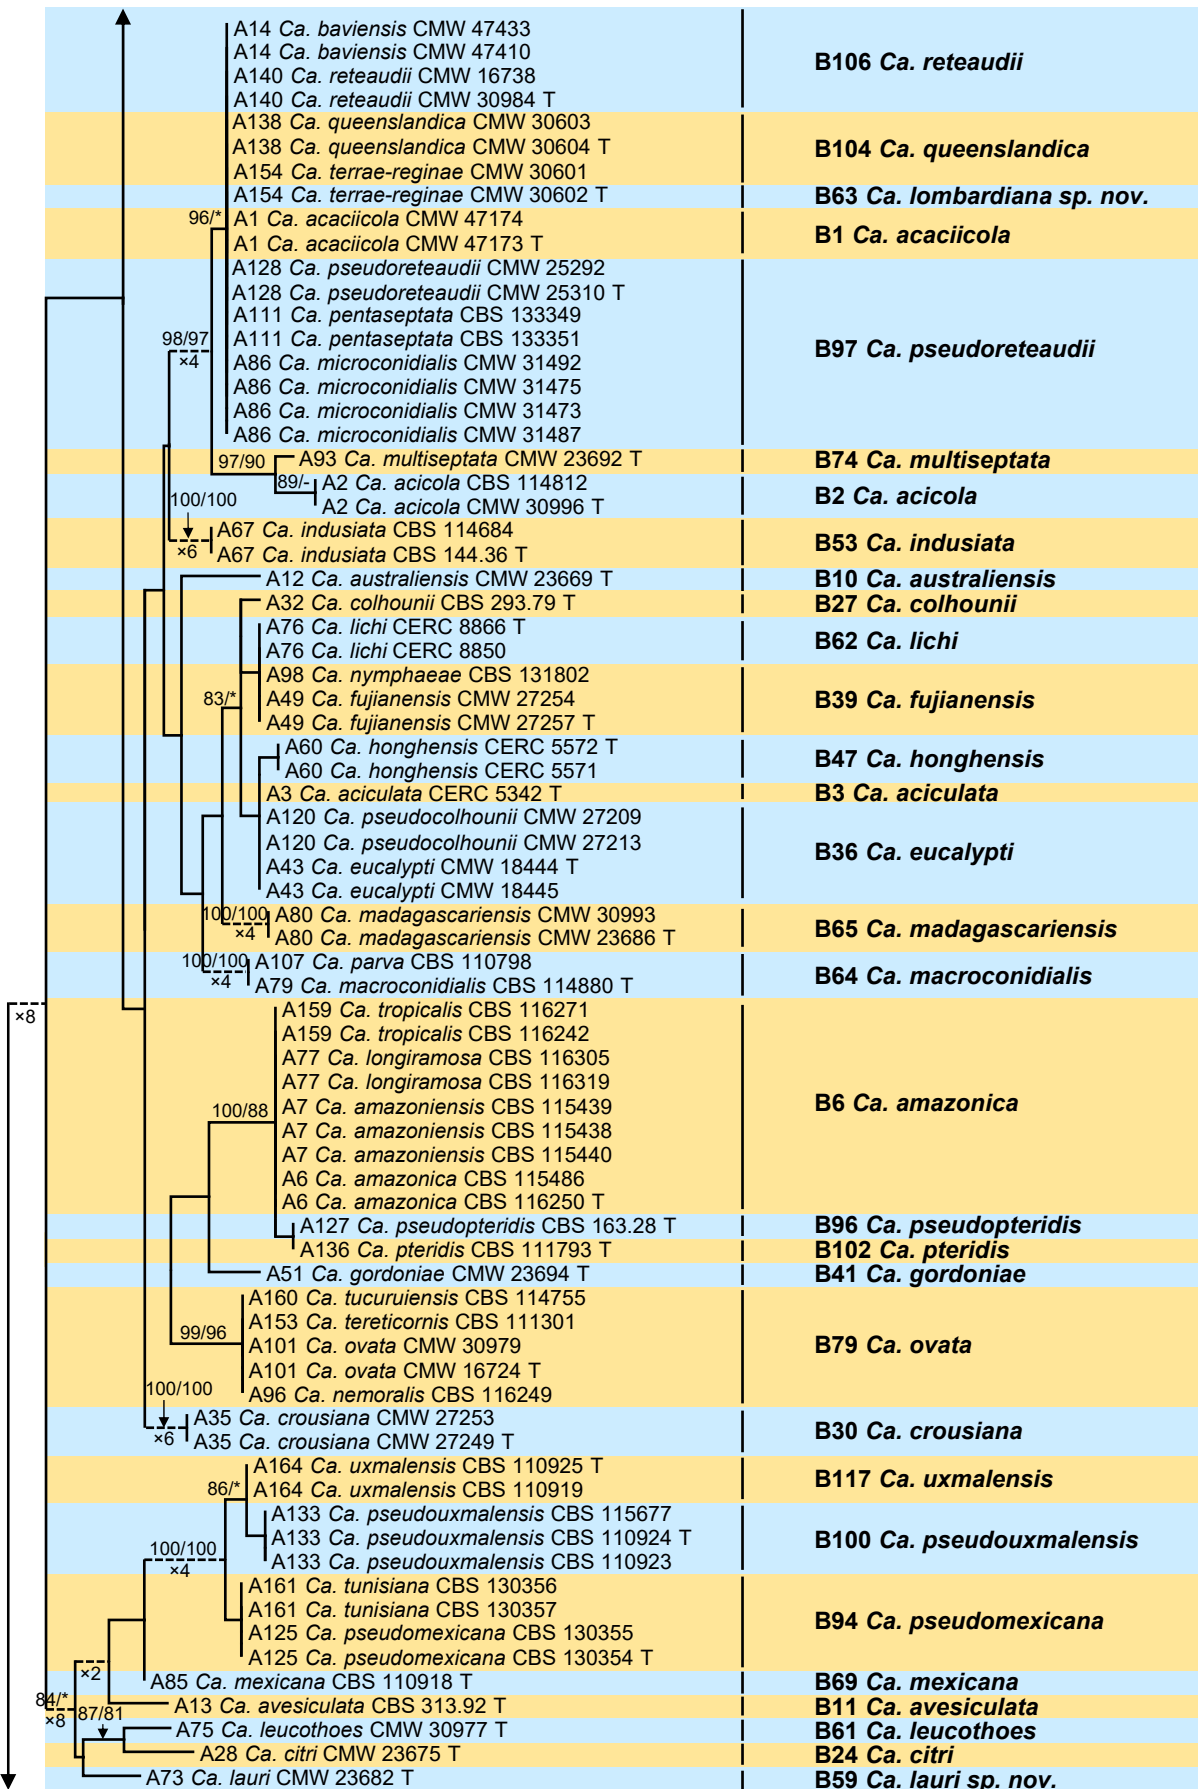 A14 Ca. baviensis CMW 47433
A14 Ca. baviensis CMW 47410
A140 Ca. reteaudii CMW 16738
A140 Ca. reteaudii CMW 30984 T
B106 Ca. reteaudii
A138 Ca. queenslandica CMW 30603
A138 Ca. queenslandica CMW 30604 T
A154 Ca. terrae-reginae CMW 30601
B104 Ca. queenslandica
A154 Ca. terrae-reginae CMW 30602 T
B63 Ca. lombardiana sp. nov.
96/*
A1 Ca. acaciicola CMW 47174
A1 Ca. acaciicola CMW 47173 T
B1 Ca. acaciicola
A128 Ca. pseudoreteaudii CMW 25292
A128 Ca. pseudoreteaudii CMW 25310 T
A111 Ca. pentaseptata CBS 133349
A111 Ca. pentaseptata CBS 133351
A86 Ca. microconidialis CMW 31492
A86 Ca. microconidialis CMW 31475
A86 Ca. microconidialis CMW 31473
A86 Ca. microconidialis CMW 31487
B97 Ca. pseudoreteaudii
98/97
×4
97/90
A93 Ca. multiseptata CMW 23692 T
B74 Ca. multiseptata
89/-
A2 Ca. acicola CBS 114812
A2 Ca. acicola CMW 30996 T
B2 Ca. acicola
100/100
×6
A67 Ca. indusiata CBS 114684
A67 Ca. indusiata CBS 144.36 T
B53 Ca. indusiata
A12 Ca. australiensis CMW 23669 T
B10 Ca. australiensis
A32 Ca. colhounii CBS 293.79 T
B27 Ca. colhounii
A76 Ca. lichi CERC 8866 T
A76 Ca. lichi CERC 8850
B62 Ca. lichi
83/*
A98 Ca. nymphaeae CBS 131802
A49 Ca. fujianensis CMW 27254
A49 Ca. fujianensis CMW 27257 T
B39 Ca. fujianensis
A60 Ca. honghensis CERC 5572 T
A60 Ca. honghensis CERC 5571
B47 Ca. honghensis
A3 Ca. aciculata CERC 5342 T
B3 Ca. aciculata
A120 Ca. pseudocolhounii CMW 27209
A120 Ca. pseudocolhounii CMW 27213
A43 Ca. eucalypti CMW 18444 T
A43 Ca. eucalypti CMW 18445
B36 Ca. eucalypti
100/100
×4
A80 Ca. madagascariensis CMW 30993
A80 Ca. madagascariensis CMW 23686 T
B65 Ca. madagascariensis
100/100
×4
A107 Ca. parva CBS 110798
A79 Ca. macroconidialis CBS 114880 T
B64 Ca. macroconidialis
×8
A159 Ca. tropicalis CBS 116271
A159 Ca. tropicalis CBS 116242
A77 Ca. longiramosa CBS 116305
A77 Ca. longiramosa CBS 116319
A7 Ca. amazoniensis CBS 115439
A7 Ca. amazoniensis CBS 115438
A7 Ca. amazoniensis CBS 115440
A6 Ca. amazonica CBS 115486
A6 Ca. amazonica CBS 116250 T
B6 Ca. amazonica
100/88
A127 Ca. pseudopteridis CBS 163.28 T
B96 Ca. pseudopteridis
A136 Ca. pteridis CBS 111793 T
B102 Ca. pteridis
A51 Ca. gordoniae CMW 23694 T
B41 Ca. gordoniae
A160 Ca. tucuruiensis CBS 114755
A153 Ca. tereticornis CBS 111301
A101 Ca. ovata CMW 30979
A101 Ca. ovata CMW 16724 T
A96 Ca. nemoralis CBS 116249
B79 Ca. ovata
99/96
100/100
×6
A35 Ca. crousiana CMW 27253
A35 Ca. crousiana CMW 27249 T
B30 Ca. crousiana
A164 Ca. uxmalensis CBS 110925 T
A164 Ca. uxmalensis CBS 110919
B117 Ca. uxmalensis
86/*
A133 Ca. pseudouxmalensis CBS 115677
A133 Ca. pseudouxmalensis CBS 110924 T
A133 Ca. pseudouxmalensis CBS 110923
B100 Ca. pseudouxmalensis
100/100
×4
A161 Ca. tunisiana CBS 130356
A161 Ca. tunisiana CBS 130357
A125 Ca. pseudomexicana CBS 130355
A125 Ca. pseudomexicana CBS 130354 T
B94 Ca. pseudomexicana
×2
A85 Ca. mexicana CBS 110918 T
B69 Ca. mexicana
84/*
×8
A13 Ca. avesiculata CBS 313.92 T
B11 Ca. avesiculata
87/81
A75 Ca. leucothoes CMW 30977 T
B61 Ca. leucothoes
A28 Ca. citri CMW 23675 T
B24 Ca. citri
A73 Ca. lauri CMW 23682 T
B59 Ca. lauri sp. nov.